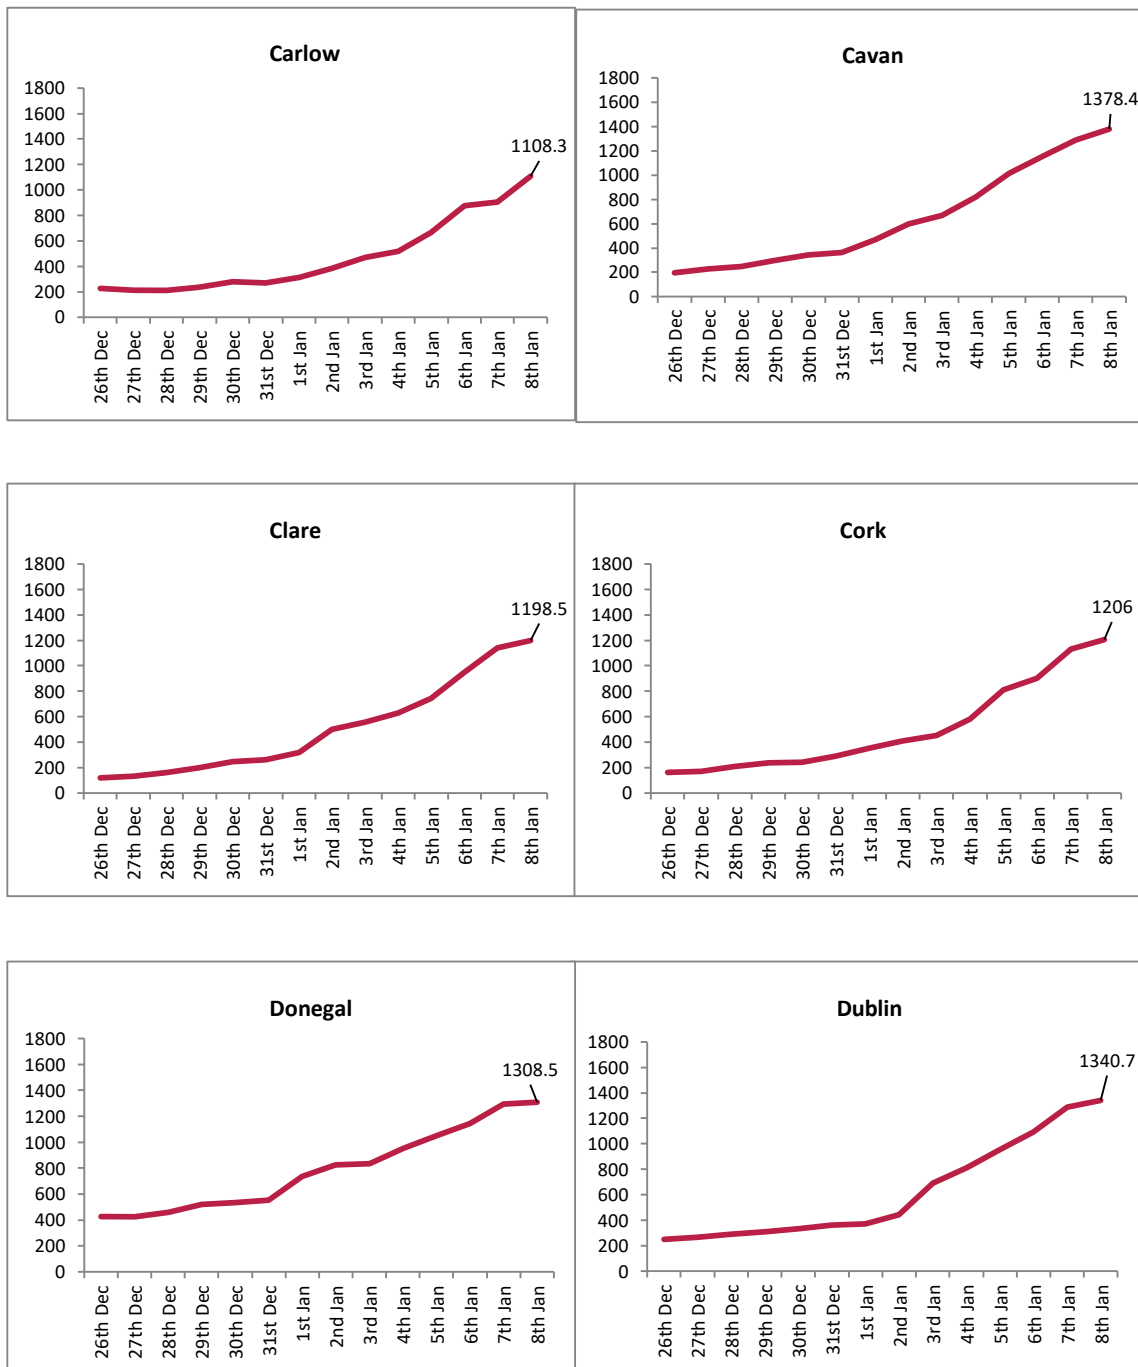 Carlow
1800
1600
1400
1200
1000
800
600
400
200
0
1108.3
26th Dec
27th Dec
28th Dec
29th Dec
30th Dec
31st Dec
1st Jan
2nd Jan
3rd Jan
4th Jan
5th Jan
6th Jan
7th Jan
8th Jan
Cavan
1800
1600
1400
1200
1000
800
600
400
200
0
1378.4
26th Dec
27th Dec
28th Dec
29th Dec
30th Dec
31st Dec
1st Jan
2nd Jan
3rd Jan
4th Jan
5th Jan
6th Jan
7th Jan
8th Jan
Clare
1800
1600
1400
1200
1000
800
600
400
200
0
1198.5
26th Dec
27th Dec
28th Dec
29th Dec
30th Dec
31st Dec
1st Jan
2nd Jan
3rd Jan
4th Jan
5th Jan
6th Jan
7th Jan
8th Jan
Cork
1800
1600
1400
1200
1000
800
600
400
200
0
1206
26th Dec
27th Dec
28th Dec
29th Dec
30th Dec
31st Dec
1st Jan
2nd Jan
3rd Jan
4th Jan
5th Jan
6th Jan
7th Jan
8th Jan
Donegal
1800
1600
1400
1200
1000
800
600
400
200
0
1308.5
26th Dec
27th Dec
28th Dec
29th Dec
30th Dec
31st Dec
1st Jan
2nd Jan
3rd Jan
4th Jan
5th Jan
6th Jan
7th Jan
8th Jan
Dublin
1800
1600
1400
1200
1000
800
600
400
200
0
1340.7
26th Dec
27th Dec
28th Dec
29th Dec
30th Dec
31st Dec
1st Jan
2nd Jan
3rd Jan
4th Jan
5th Jan
6th Jan
7th Jan
8th Jan